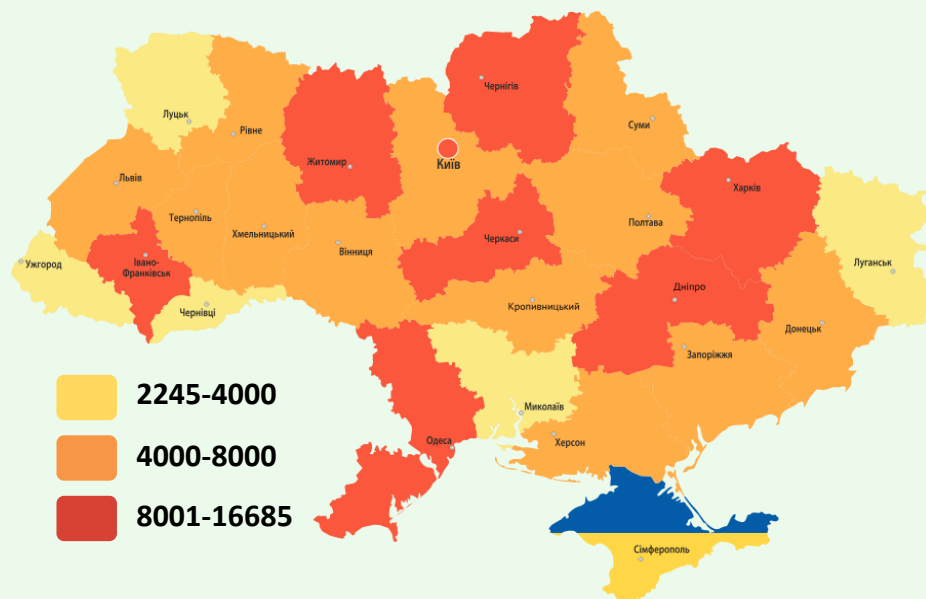 Чернігів
Луцьк
Суми
Рівне
Київ
Житомир
Львів
Харків
Тернопіль
Хмельницький
Полтава
Черкаси
Вінниця
Ужгород
Івано-
Франківськ
Луганськ
Дніпро
Чернівці
Кропивницький
Донецьк
Запоріжжя
2245-4000
Миколаїв
Одеса
Херсон
4000-8000
8001-16685
Сімферополь